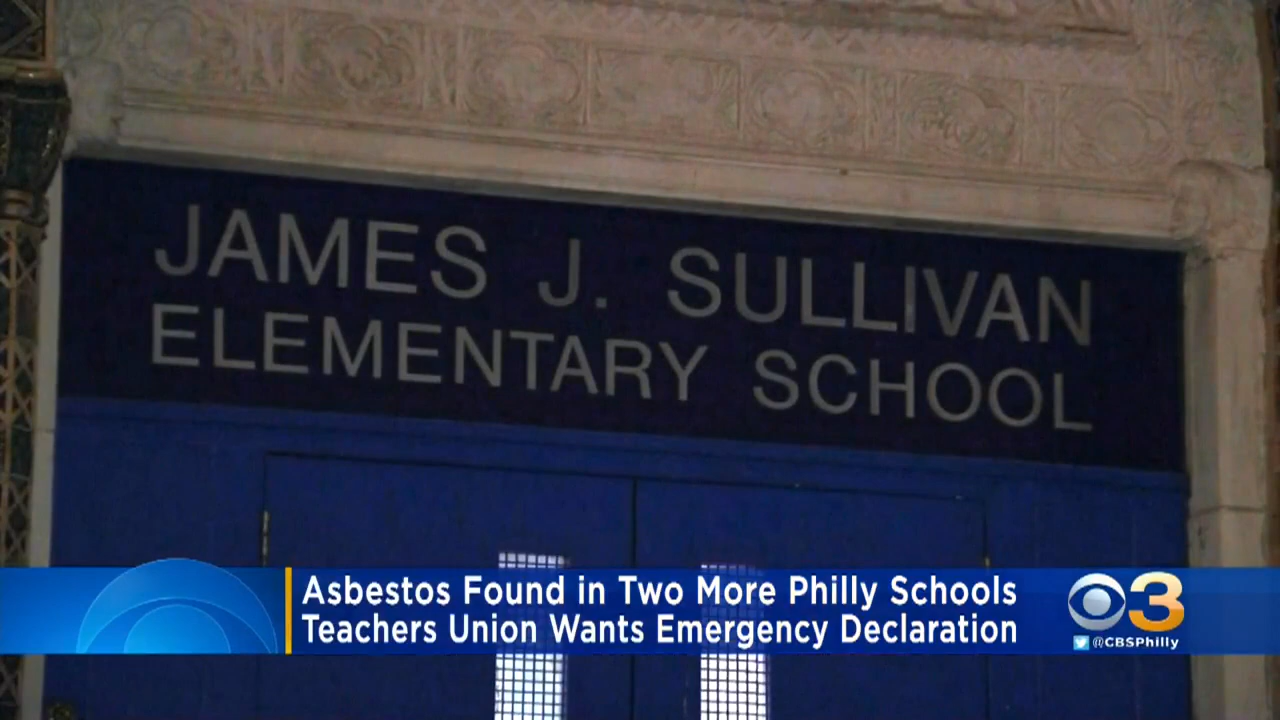 JAMES J. SULLIVAN
ELEMENTARY SCHOOL
Asbestos Found in Two More Philly Schools
Teachers Union Wants Emergency Declaration
3
@CBSPhilly